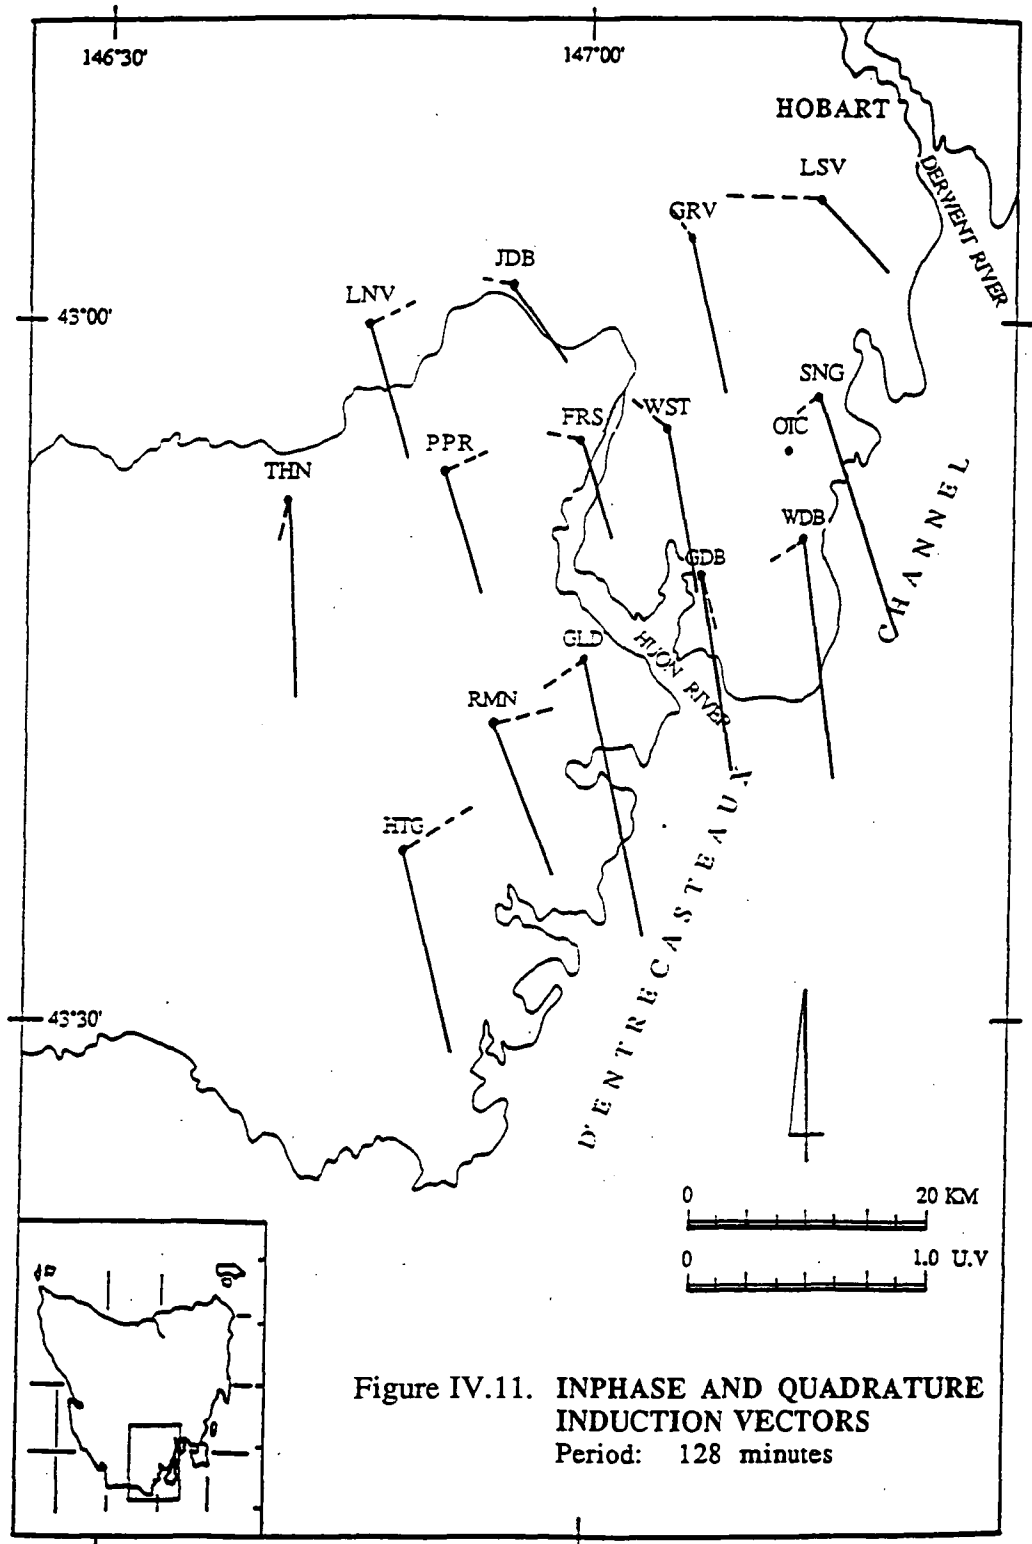 146°30'
147°00'
HOBART
DERWENT RIVER
LSV
GRV
JDB
LNV
43°00'
SNG
WST
FRS
OTC
PPR
THN
CHANNEL
WDB
GDB
GLD
HUON RIVER
RMN
HTG
D'ENTRECASTEAUX
43°30'
0 20 KM
0 1.0 U.V
Figure IV.11. INPHASE AND QUADRATURE
INDUCTION VECTORS
Period: 128 minutes